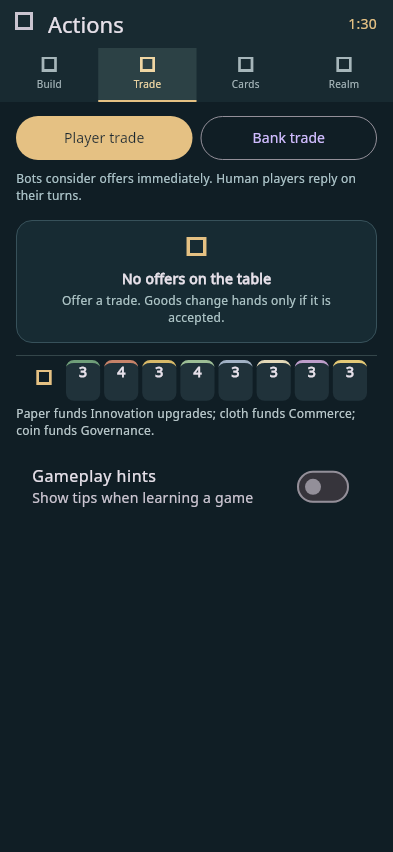 Actions
1:30
Build
Trade
Cards
Realm
Player trade
Bank trade
Bots consider offers immediately. Human players reply on
their turns.
No offers on the table
Offer a trade. Goods change hands only if it is
accepted.
3 4 3 4 3 3 3 3
Paper funds Innovation upgrades; cloth funds Commerce;
coin funds Governance.
Gameplay hints
Show tips when learning a game